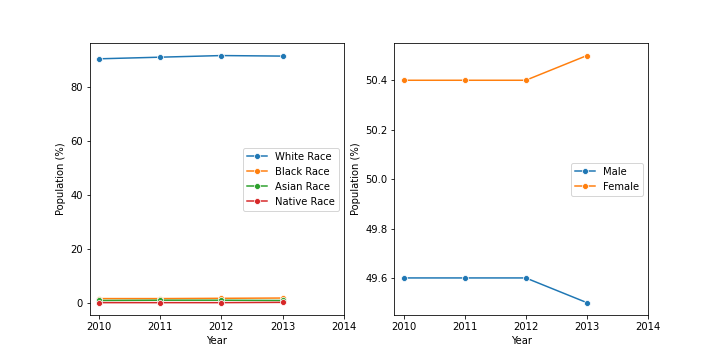 Population (%)
80
60
40
20
0
White Race
Black Race
Asian Race
Native Race
2010 2011 2012 2013 2014
Year
Population (%)
50.4
50.2
50.0
49.8
49.6
Male
Female
2010 2011 2012 2013 2014
Year